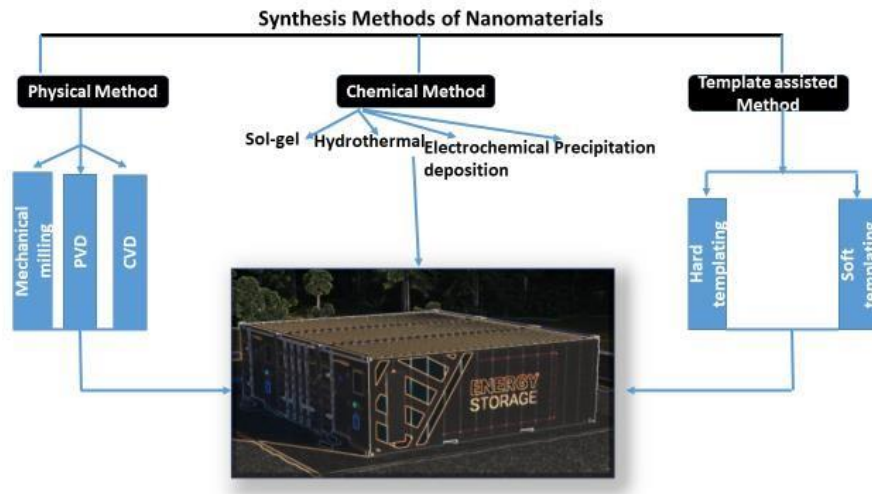 Synthesis Methods of Nanomaterials
Physical Method
Chemical Method
Template assisted
Method
Sol-gel
Hydrothermal
Electrochemical
deposition
Precipitation
Mechanical
milling
PVD
CVD
Hard
templating
Soft
templating
ENERGY
STORAGE